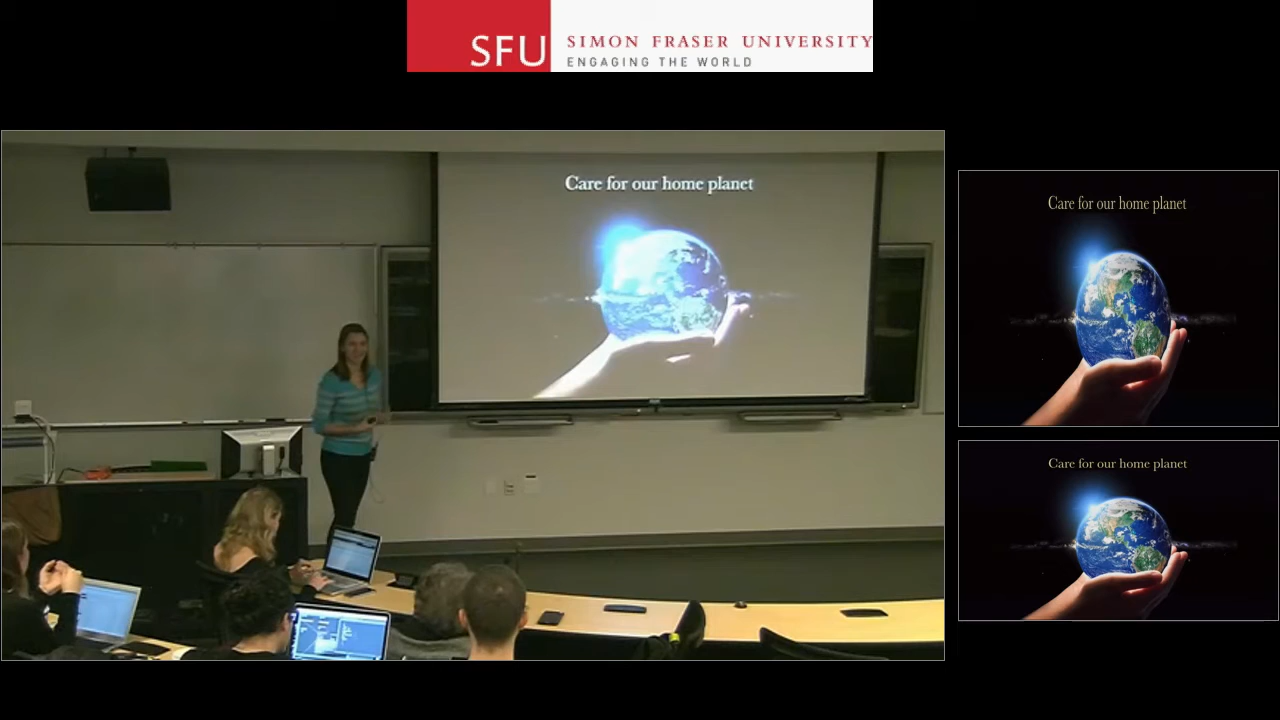 SFU
SIMON FRASER UNIVERSITY
ENGAGING THE WORLD
Care for our home planet
Care for our home planet
Care for our home planet